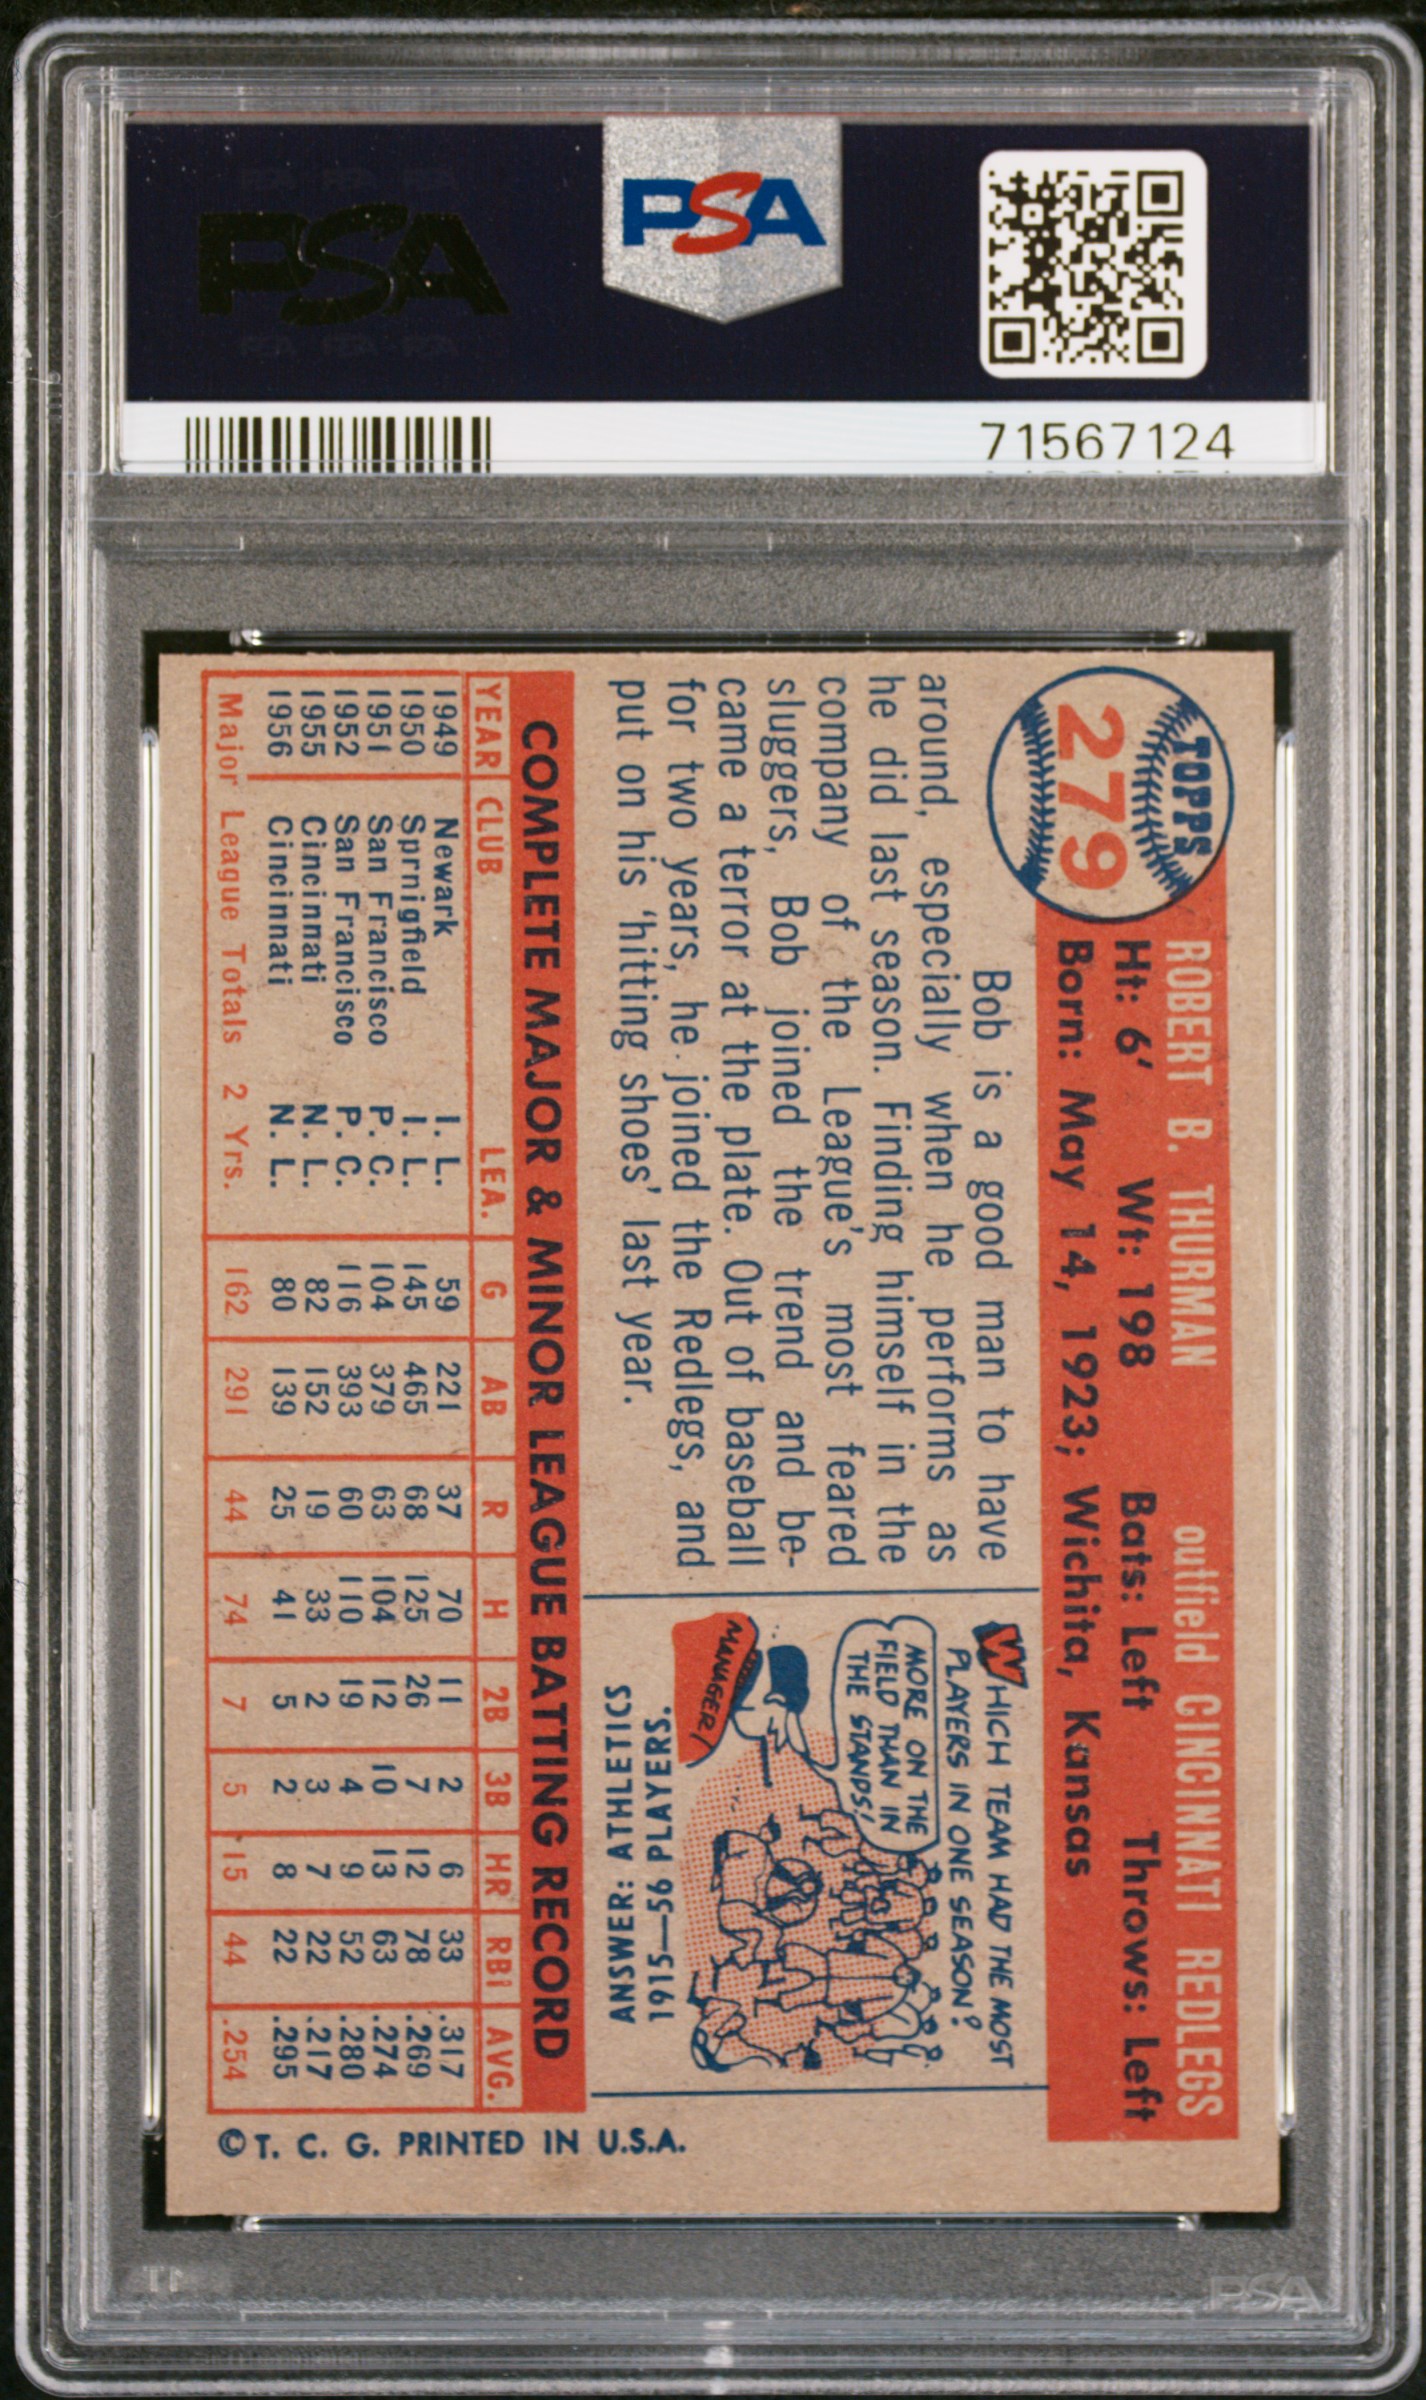 PSA
PSA
71567124
TOPPS
279
ROBERT B. THURMAN
outfield CINCINNATI REDLEGS
Ht: 6' Wt: 198 Bats: Left Throws: Left
Born: May 14, 1923; Wichita, Kansas
Bob is a good man to have
around, especially when he performs as
he did last season. Finding himself in the
company of the League's most feared
sluggers, Bob joined the trend and be-
came a terror at the plate. Out of baseball
for two years, he joined the Redlegs, and
put on his 'hitting shoes' last year.
WHICH TEAM HAD THE MOST
PLAYERS IN ONE SEASON?
MORE ON THE
FIELD THAN IN
THE STANDS!
MANAGER!
1915—56 PLAYERS.
ANSWER: ATHLETICS
COMPLETE MAJOR & MINOR LEAGUE BATTING RECORD
YEAR CLUB LEA. G AB R H 2B 3B HR RBI AVG.
1949 Newark I. L. 59 221 37 70 11 2 6 33 .317
1950 Sprnigfield I. L. 145 465 68 125 26 7 12 78 .269
1951 San Francisco P. C. 104 379 63 104 12 10 13 63 .274
1952 San Francisco P. C. 116 393 60 110 19 4 9 52 .280
1955 Cincinnati N. L. 82 152 19 33 2 3 7 22 .217
1956 Cincinnati N. L. 80 139 25 41 5 2 8 22 .295
Major League Totals 2 Yrs. 162 291 44 74 7 5 15 44 .254
© T. C. G. PRINTED IN U.S.A.
PSA